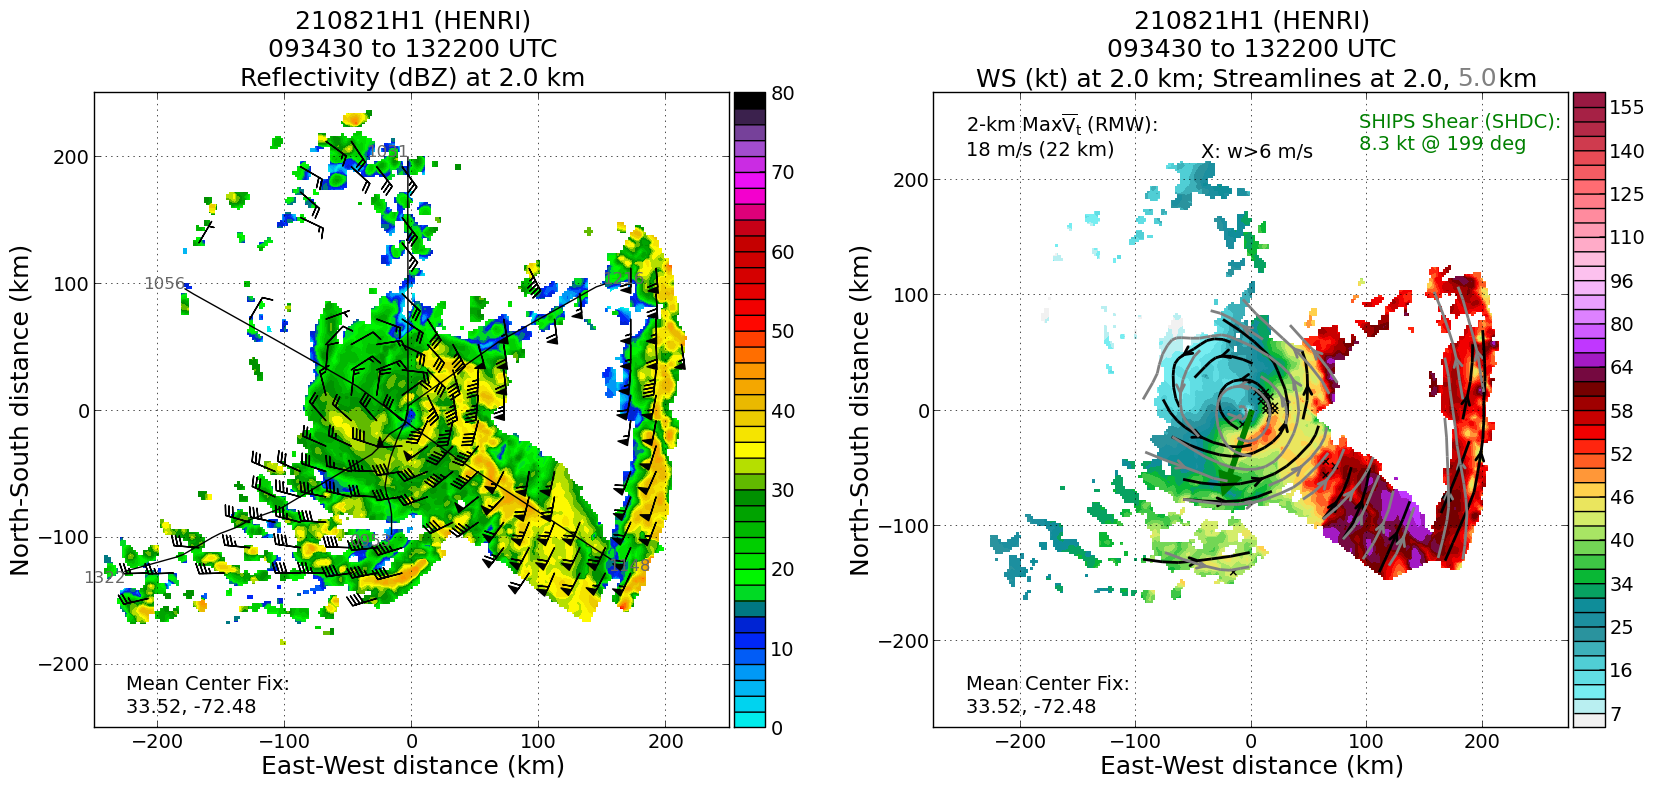 210821H1 (HENRI)
093430 to 132200 UTC
Reflectivity (dBZ) at 2.0 km
North-South distance (km)
200
100
0
−100
−200
1056
1322
Mean Center Fix:
33.52, -72.48
−200
−100
0
100
200
East-West distance (km)
80
70
60
50
40
30
20
10
0
210821H1 (HENRI)
093430 to 132200 UTC
WS (kt) at 2.0 km; Streamlines at 2.0, 5.0km
2-km MaxV̅t (RMW):
18 m/s (22 km)
X: w>6 m/s
SHIPS Shear (SHDC):
8.3 kt @ 199 deg
North-South distance (km)
200
100
0
−100
−200
Mean Center Fix:
33.52, -72.48
−200
−100
0
100
200
East-West distance (km)
155
140
125
110
96
80
64
58
52
46
40
34
25
16
7